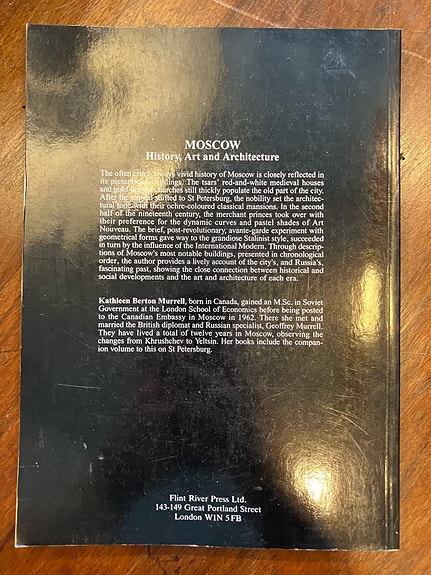 MOSCOW
History, Art and Architecture
The often cruel, always vivid history of Moscow is closely reflected in
its picturesque buildings. The tsars' red-and-white medieval houses
and gold-domed churches still thickly populate the old part of the city.
After the capital shifted to St Petersburg, the nobility set the architec-
tural tone with their ochre-coloured classical mansions. In the second
half of the nineteenth century, the merchant princes took over with
their preference for the dynamic curves and pastel shades of Art
Nouveau. The brief, post-revolutionary, avante-garde experiment with
geometrical forms gave way to the grandiose Stalinist style, succeeded
in turn by the influence of the International Modern. Through descrip-
tions of Moscow's most notable buildings, presented in chronological
order, the author provides a lively account of the city's, and Russia's,
fascinating past, showing the close connection between historical and
social developments and the art and architecture of each era.
Kathleen Berton Murrell, born in Canada, gained an M.Sc. in Soviet
Government at the London School of Economics before being posted
to the Canadian Embassy in Moscow in 1962. There she met and
married the British diplomat and Russian specialist, Geoffrey Murrell.
They have lived a total of twelve years in Moscow, observing the
changes from Khrushchev to Yeltsin. Her books include the compan-
ion volume to this on St Petersburg.
Flint River Press Ltd.
143-149 Great Portland Street
London W1N 5FB